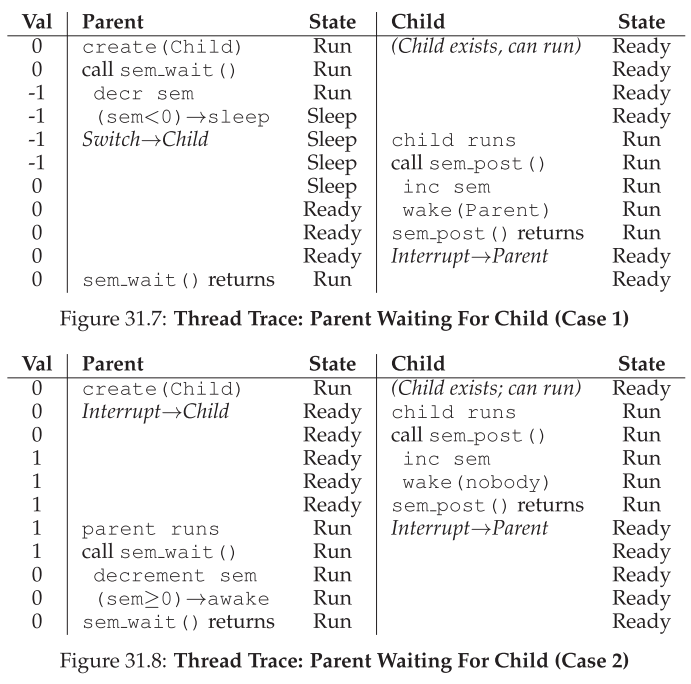 Val Parent State Child State
0 create(Child) Run (Child exists, can run) Ready
0 call sem_wait() Run Ready
-1 decr sem Run Ready
-1 (sem<0)→sleep Sleep Ready
-1 Switch→Child Sleep child runs Run
-1 Sleep call sem_post() Run
0 Sleep inc sem Run
0 Ready wake(Parent) Run
0 Ready sem_post() returns Run
0 Ready Interrupt→Parent Ready
0 sem_wait() returns Run Ready
Figure 31.7: Thread Trace: Parent Waiting For Child (Case 1)
Val Parent State Child State
0 create(Child) Run (Child exists; can run) Ready
0 Interrupt→Child Ready child runs Run
0 Ready call sem_post() Run
1 Ready inc sem Run
1 Ready wake(nobody) Run
1 Ready sem_post() returns Run
1 parent runs Run Interrupt→Parent Ready
1 call sem_wait() Run Ready
0 decrement sem Run Ready
0 (sem≥0)→awake Run Ready
0 sem_wait() returns Run Ready
Figure 31.8: Thread Trace: Parent Waiting For Child (Case 2)